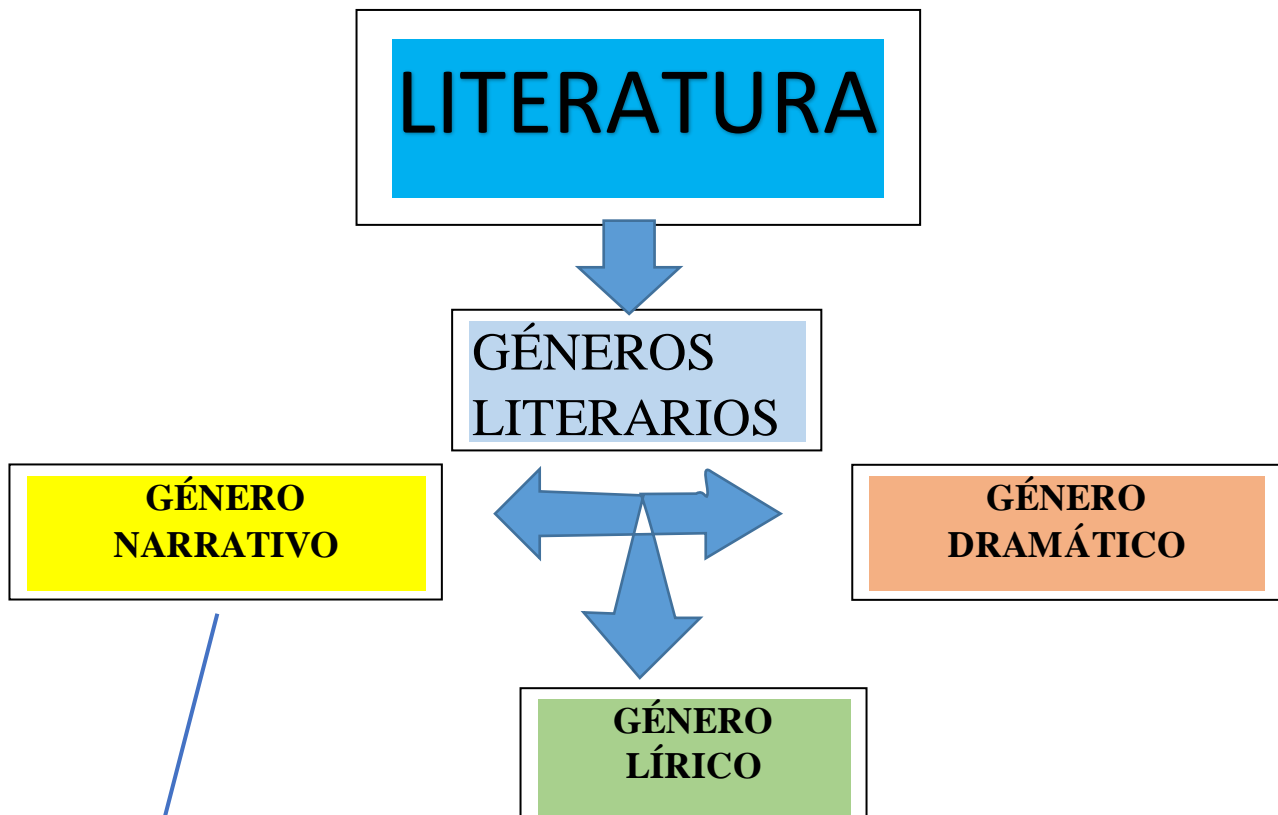 LITERATURA
GÉNEROS
LITERARIOS
GÉNERO
NARRATIVO
GÉNERO
DRAMÁTICO
GÉNERO
LÍRICO